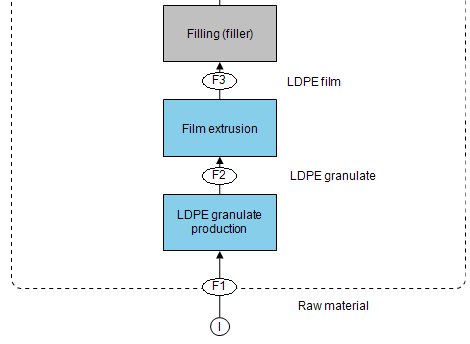 Filling (filler)
F3
LDPE film
Film extrusion
F2
LDPE granulate
LDPE granulate
production
F1
Raw material
I